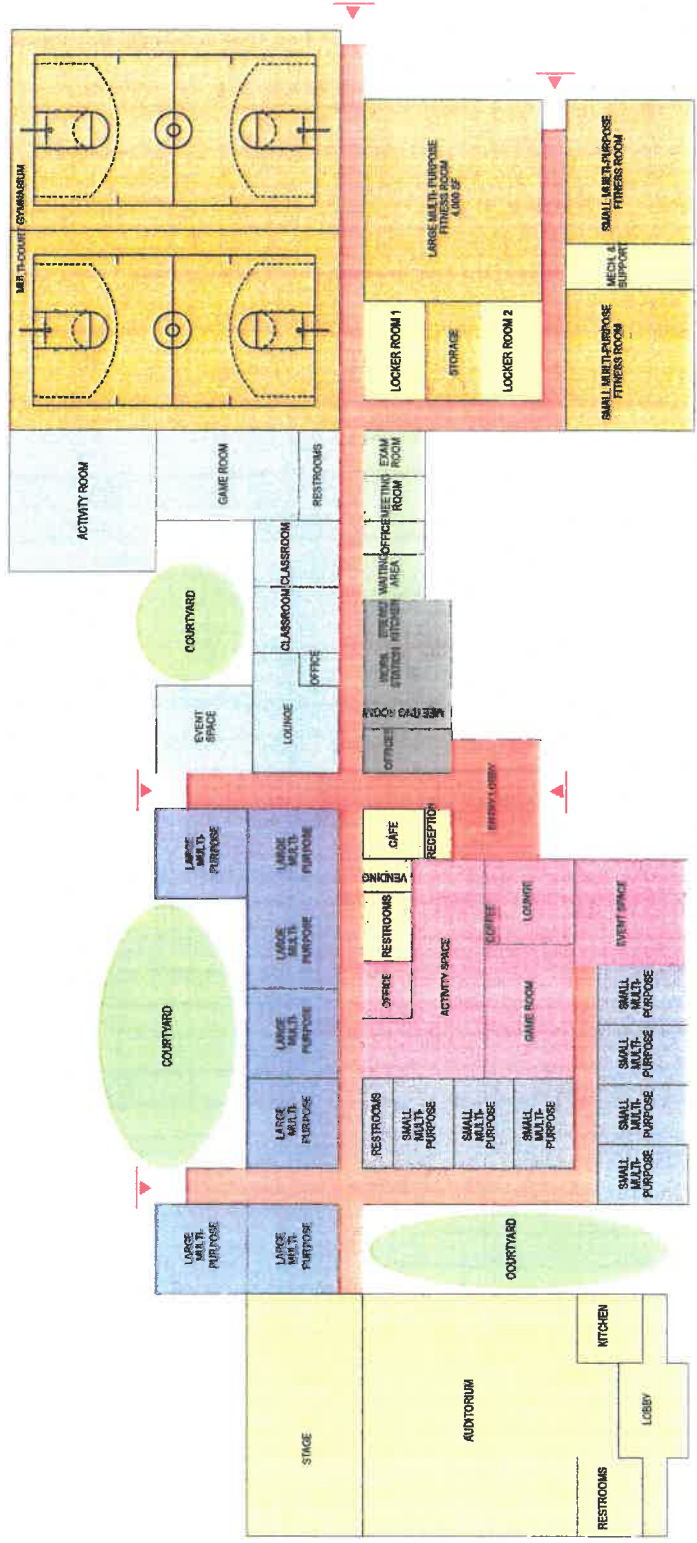 MULTI-COURT GYMNASIUM
LARGE MULTI-PURPOSE
FITNESS ROOM
4,000 SF
SMALL MULTI-PURPOSE
FITNESS ROOM
MECH. &
SUPPORT
SMALL MULTI-PURPOSE
FITNESS ROOM
LOCKER ROOM 1
STORAGE
LOCKER ROOM 2
ACTIVITY ROOM
GAME ROOM
RESTROOMS
EXAM
ROOM
MEETING
ROOM
OFFICE
WAITING
AREA
CLASSROOM
CLASSROOM
COURTYARD
OFFICE
LOUNGE
EVENT
SPACE
KITCHEN
WORK
STATION
MEETING ROOM
OFFICES
ENTRY LOBBY
CAFE
RECEPTION
VENDING
RESTROOMS
OFFICE
ACTIVITY SPACE
COFFEE
LOUNGE
GAME ROOM
EVENT SPACE
LARGE
MULTI-
PURPOSE
LARGE
MULTI-
PURPOSE
LARGE
MULTI-
PURPOSE
LARGE
MULTI-
PURPOSE
LARGE
MULTI-
PURPOSE
COURTYARD
RESTROOMS
SMALL
MULTI-
PURPOSE
SMALL
MULTI-
PURPOSE
SMALL
MULTI-
PURPOSE
SMALL
MULTI-
PURPOSE
SMALL
MULTI-
PURPOSE
SMALL
MULTI-
PURPOSE
SMALL
MULTI-
PURPOSE
LARGE
MULTI-
PURPOSE
LARGE
MULTI-
PURPOSE
COURTYARD
STAGE
AUDITORIUM
KITCHEN
LOBBY
RESTROOMS